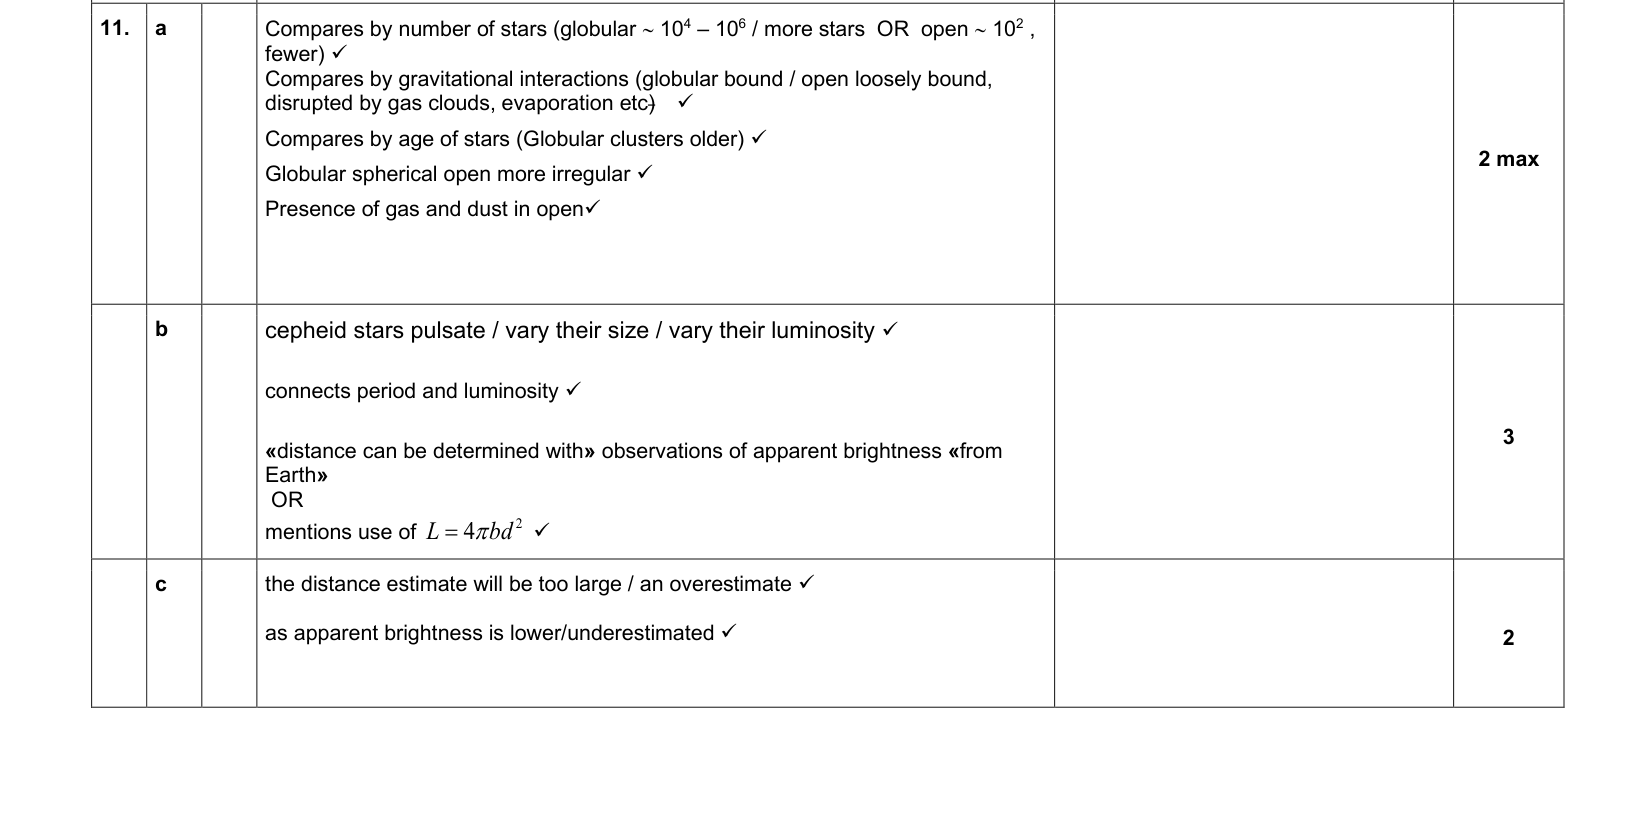 11. a Compares by number of stars (globular ~ 10⁴ – 10⁶ / more stars OR open ~ 10² ,
fewer) ✓
Compares by gravitational interactions (globular bound / open loosely bound,
disrupted by gas clouds, evaporation etc) ✓
Compares by age of stars (Globular clusters older) ✓
2 max
Globular spherical open more irregular ✓
Presence of gas and dust in open✓
b cepheid stars pulsate / vary their size / vary their luminosity ✓
connects period and luminosity ✓
3
«distance can be determined with» observations of apparent brightness «from
Earth»
OR
mentions use of L = 4πbd² ✓
c the distance estimate will be too large / an overestimate ✓
as apparent brightness is lower/underestimated ✓
2